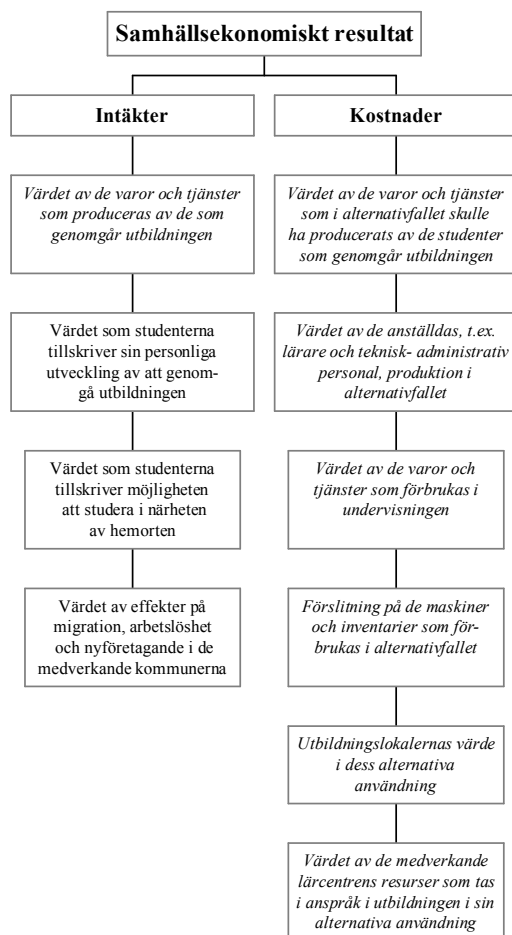 Samhällsekonomiskt resultat
Intäkter
Värdet av de varor och tjänster
som produceras av de som
genomgår utbildningen
Värdet som studenterna
tillskriver sin personliga
utveckling av att genom-
gå utbildningen
Värdet som studenterna
tillskriver möjligheten
att studera i närheten
av hemorten
Värdet av effekter på
migration, arbetslöshet
och nyföretagande i de
medverkande kommunerna
Kostnader
Värdet av de varor och tjänster
som i alternativfallet skulle
ha producerats av de studenter
som genomgår utbildningen
Värdet av de anställdas, t.ex.
lärare och teknisk- administrativ
personal, produktion i
alternativfallet
Värdet av de varor och
tjänster som förbrukas i
undervisningen
Förslitning på de maskiner
och inventarier som för-
brukas i alternativfallet
Utbildningslokalernas värde
i dess alternativa
användning
Värdet av de medverkande
lärcentrens resurser som tas
i anspråk i utbildningen i sin
alternativa användning